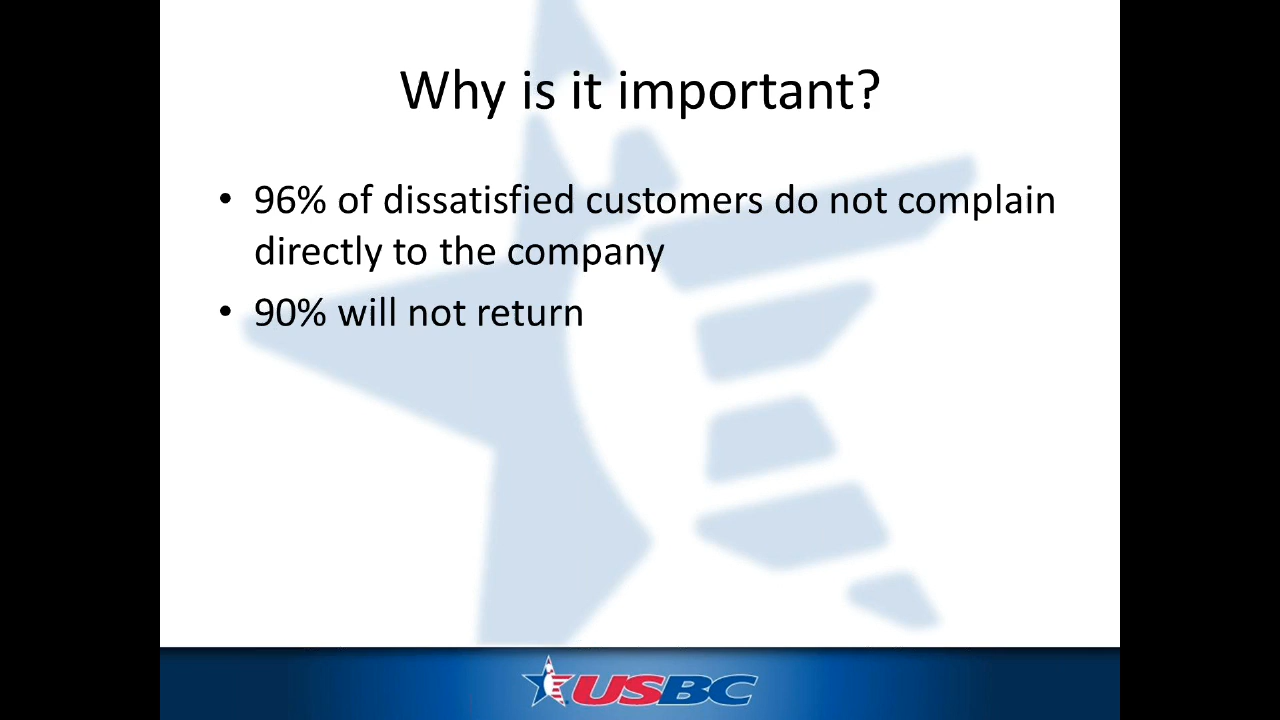 Why is it important?
• 96% of dissatisfied customers do not complain
directly to the company
• 90% will not return
USBC